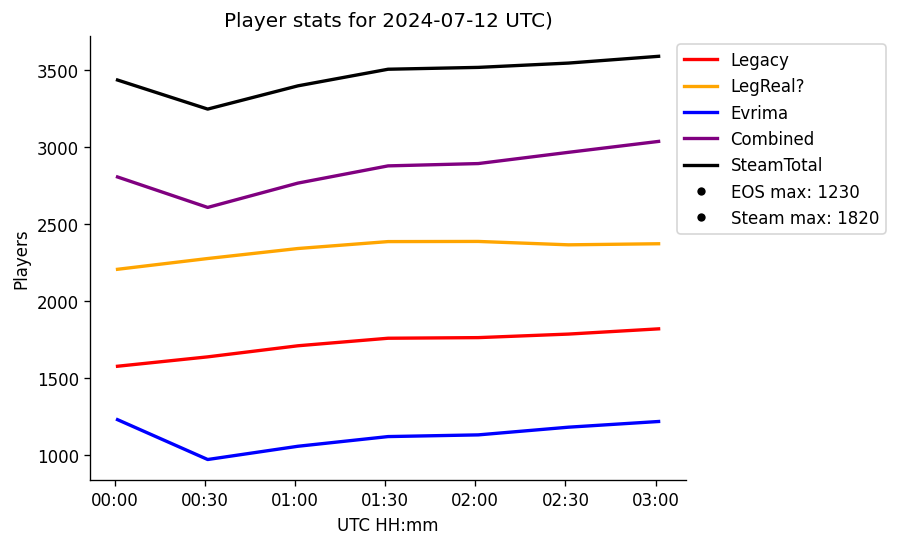 Player stats for 2024-07-12 UTC)
Players
3500
3000
2500
2000
1500
1000
00:00 00:30 01:00 01:30 02:00 02:30 03:00
UTC HH:mm
Legacy
LegReal?
Evrima
Combined
SteamTotal
EOS max: 1230
Steam max: 1820